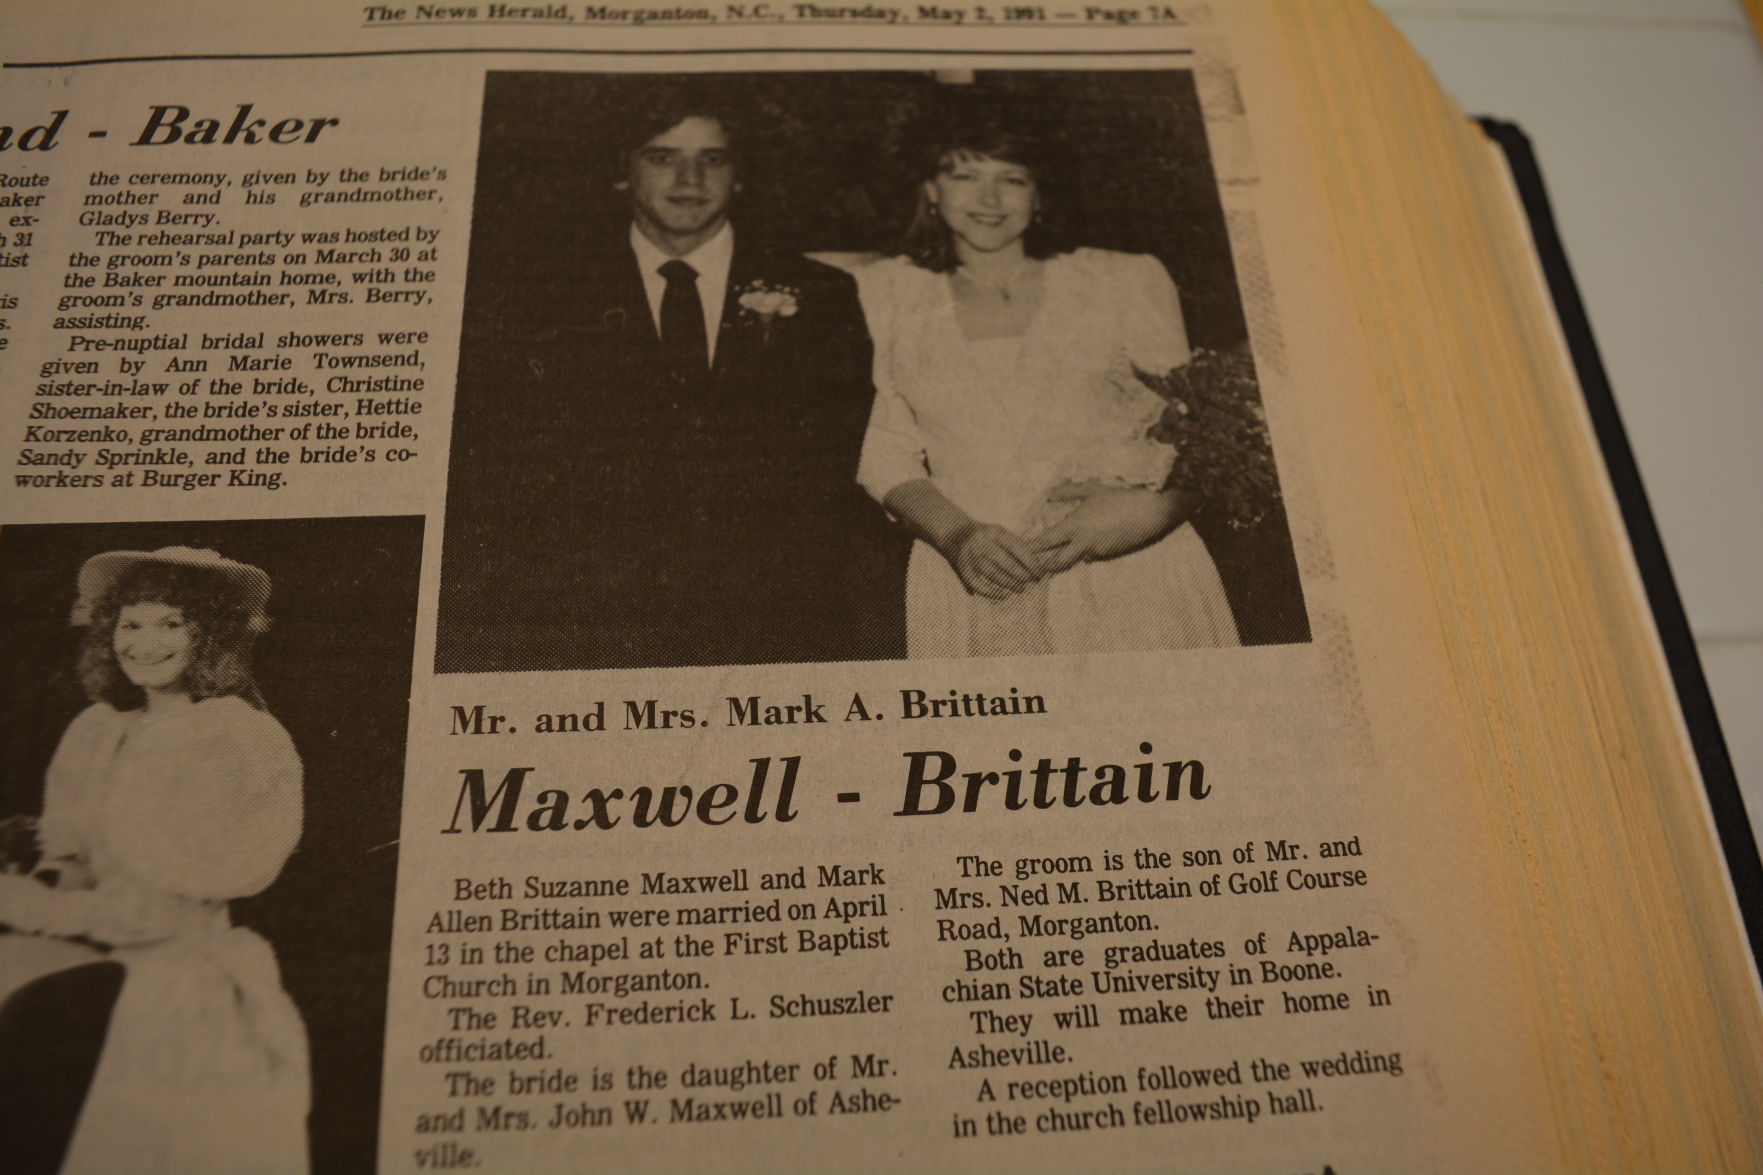 The News Herald, Morganton, N.C., Thursday, May 2, 1991 — Page 7A
nd - Baker
Route
aker
ex-
h 31
tist
is
s.
e
the ceremony, given by the bride's
mother and his grandmother,
Gladys Berry.
The rehearsal party was hosted by
the groom's parents on March 30 at
the Baker mountain home, with the
groom's grandmother, Mrs. Berry,
assisting.
Pre-nuptial bridal showers were
given by Ann Marie Townsend,
sister-in-law of the bride, Christine
Shoemaker, the bride's sister, Hettie
Korzenko, grandmother of the bride,
Sandy Sprinkle, and the bride's co-
workers at Burger King.
Mr. and Mrs. Mark A. Brittain
Maxwell - Brittain
Beth Suzanne Maxwell and Mark
Allen Brittain were married on April
13 in the chapel at the First Baptist
Church in Morganton.
The Rev. Frederick L. Schuszler
officiated.
The bride is the daughter of Mr.
and Mrs. John W. Maxwell of Ashe-
ville.
The groom is the son of Mr. and
Mrs. Ned M. Brittain of Golf Course
Road, Morganton.
Both are graduates of Appala-
chian State University in Boone.
They will make their home in
Asheville.
A reception followed the wedding
in the church fellowship hall.